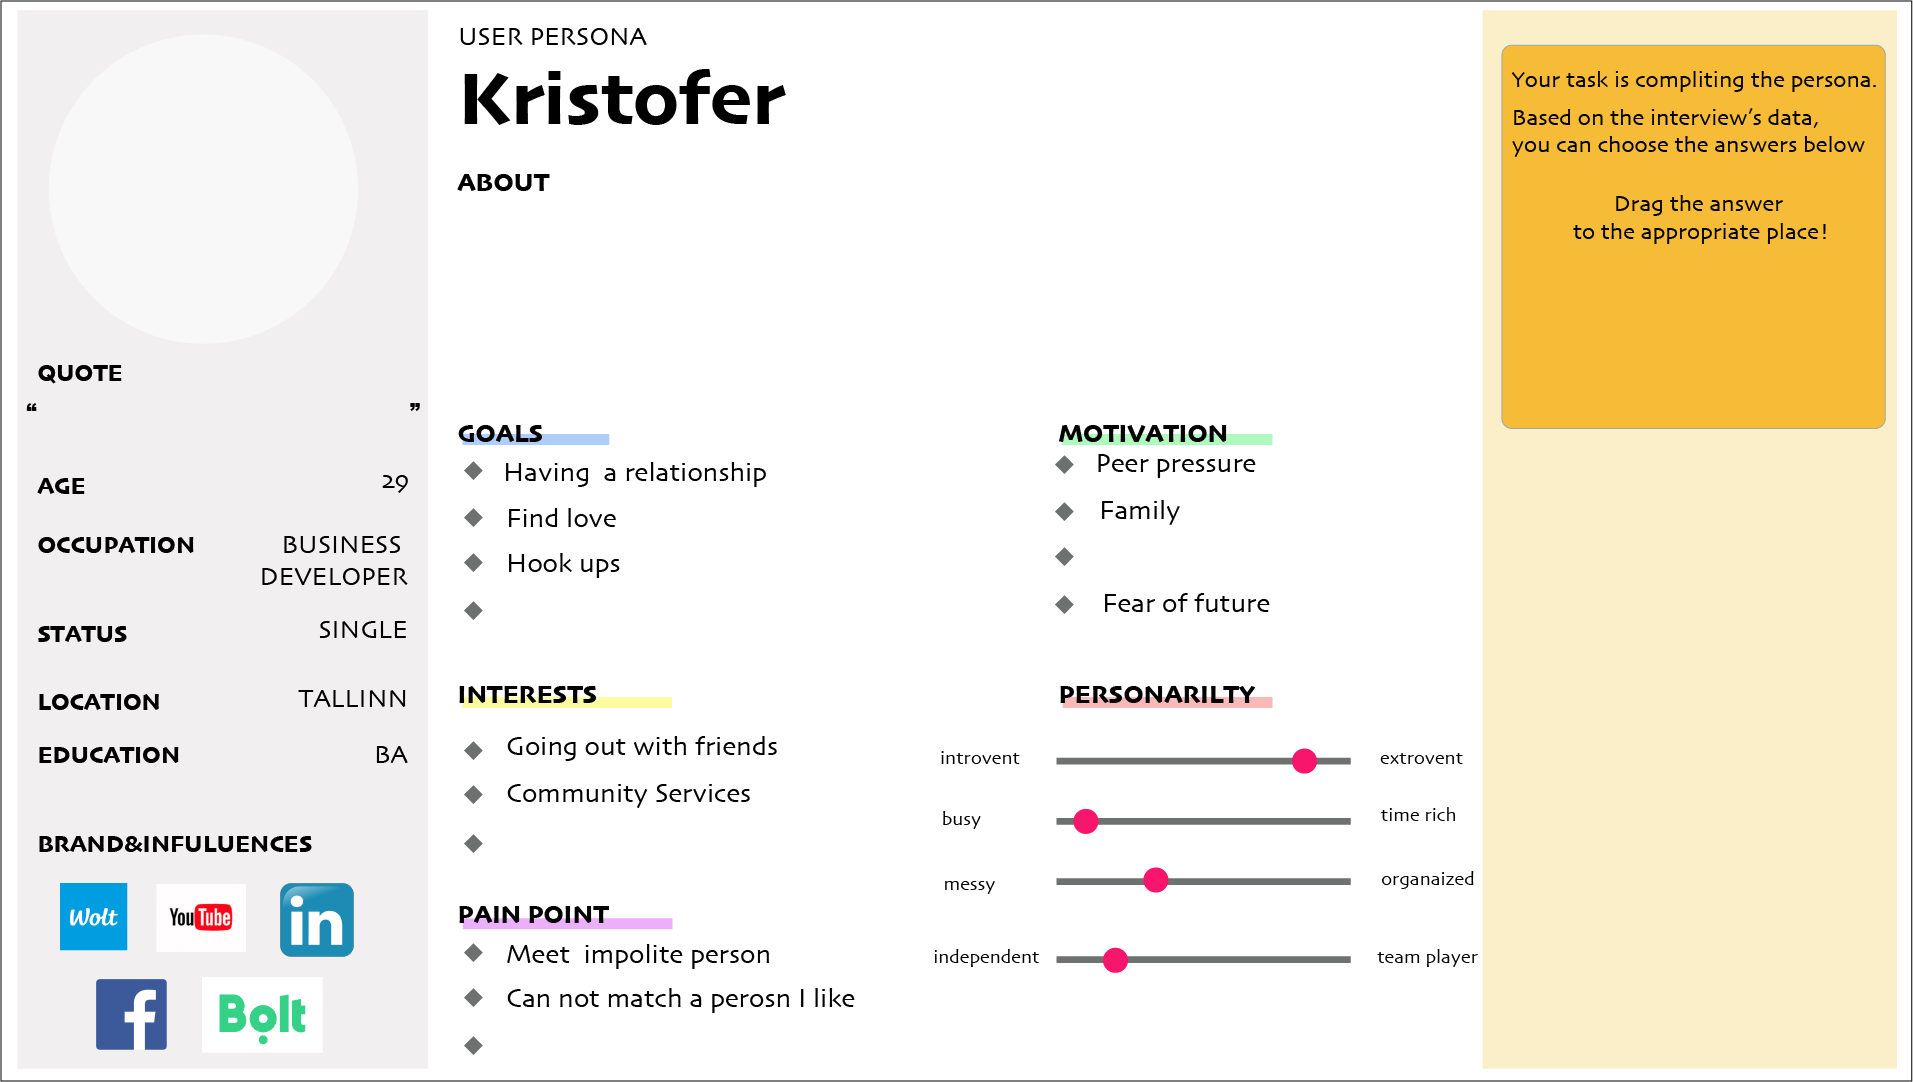 USER PERSONA
Kristofer
ABOUT
QUOTE
“ ”
AGE 29
OCCUPATION BUSINESS
DEVELOPER
STATUS SINGLE
LOCATION TALLINN
EDUCATION BA
BRAND&INFULUENCES
Wolt YouTube in
f Bolt
GOALS
Having a relationship
Find love
Hook ups
MOTIVATION
Peer pressure
Family
Fear of future
INTERESTS
Going out with friends
Community Services
PERSONARILTY
introvent extrovent
busy time rich
messy organaized
independent team player
PAIN POINT
Meet impolite person
Can not match a perosn I like
Your task is compliting the persona.
Based on the interview’s data,
you can choose the answers below
Drag the answer
to the appropriate place!